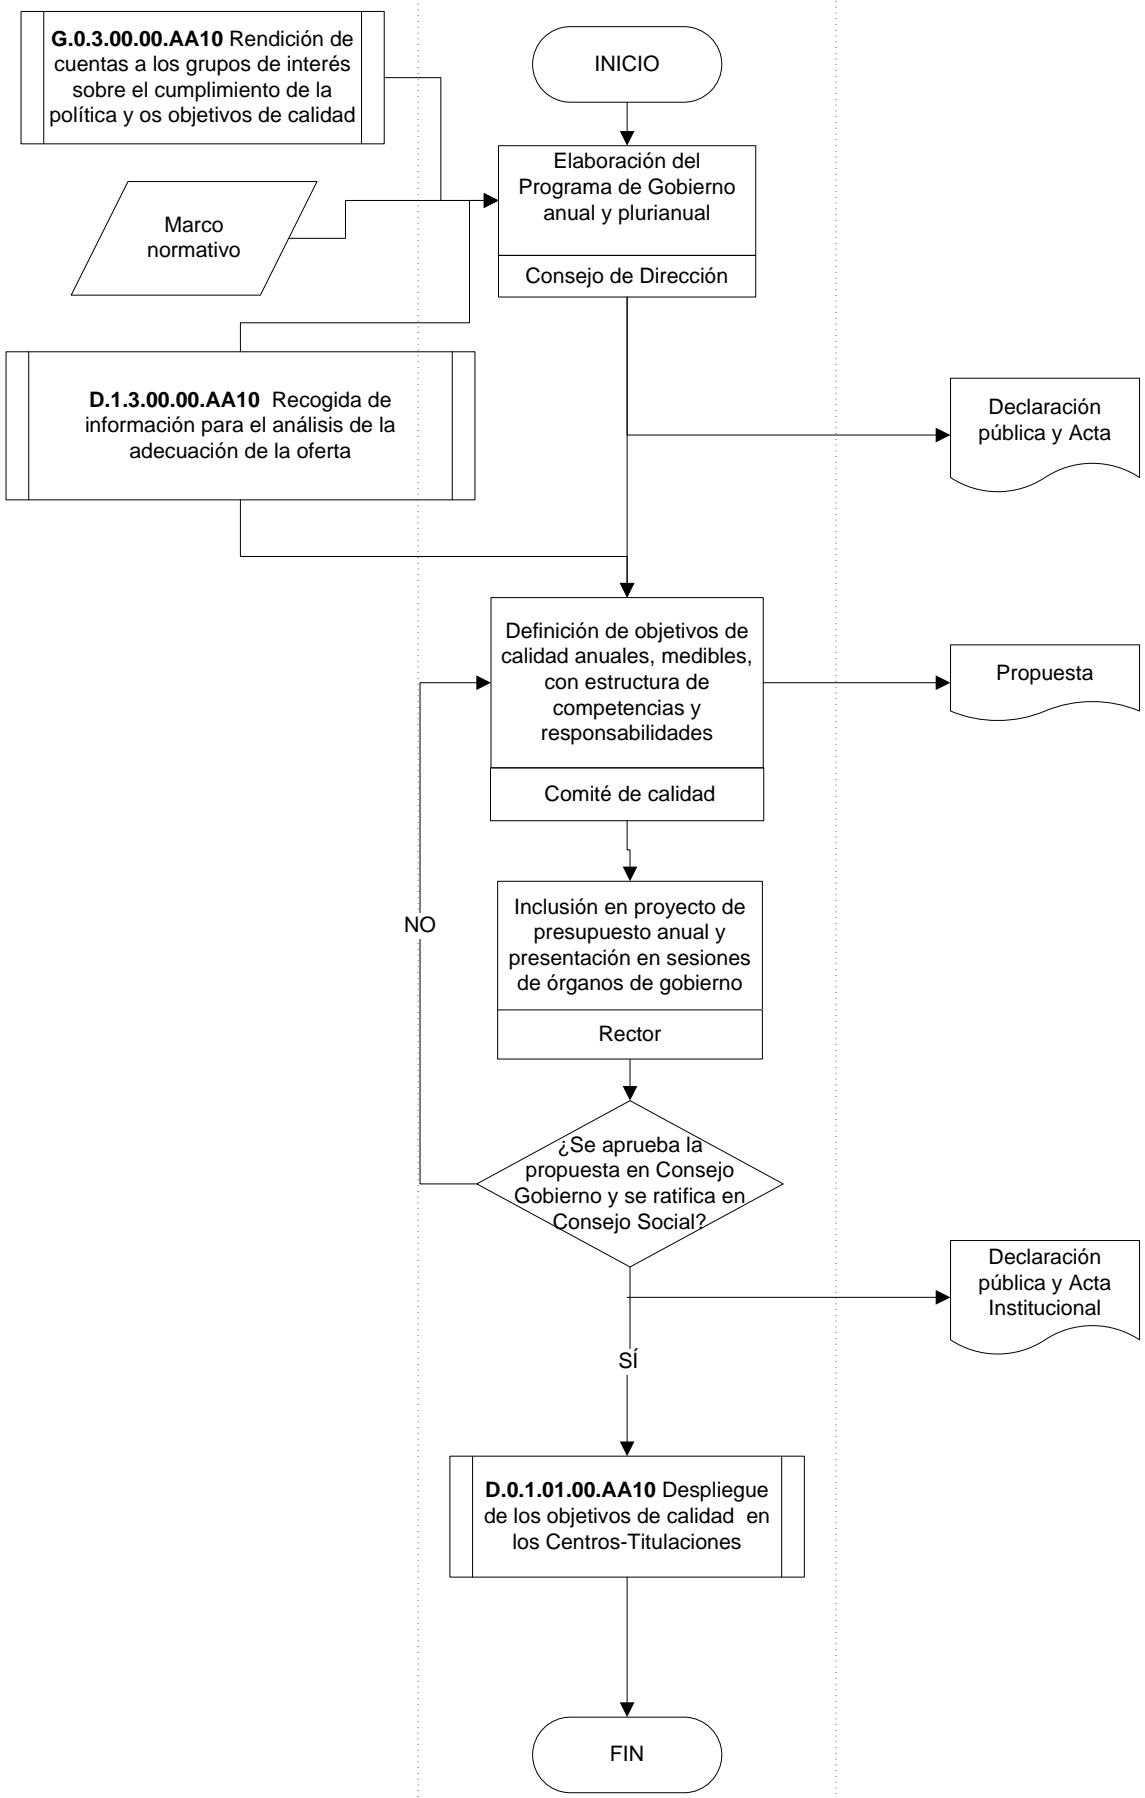 G.0.3.00.00.AA10 Rendición de
cuentas a los grupos de interés
sobre el cumplimiento de la
política y os objetivos de calidad
INICIO
Elaboración del
Programa de Gobierno
anual y plurianual
Consejo de Dirección
Marco
normativo
D.1.3.00.00.AA10 Recogida de
información para el análisis de la
adecuación de la oferta
Declaración
pública y Acta
Definición de objetivos de
calidad anuales, medibles,
con estructura de
competencias y
responsabilidades
Comité de calidad
Propuesta
Inclusión en proyecto de
presupuesto anual y
presentación en sesiones
de órganos de gobierno
Rector
NO
¿Se aprueba la
propuesta en Consejo
Gobierno y se ratifica en
Consejo Social?
Declaración
pública y Acta
Institucional
SÍ
D.0.1.01.00.AA10 Despliegue
de los objetivos de calidad en
los Centros-Titulaciones
FIN